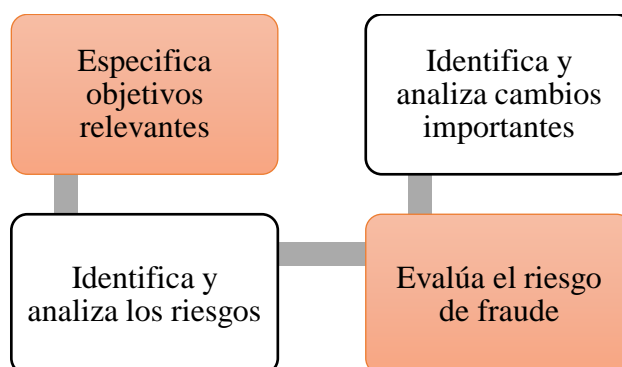 Especifica
objetivos
relevantes
Identifica y
analiza los riesgos
Evalúa el riesgo
de fraude
Identifica y
analiza cambios
importantes